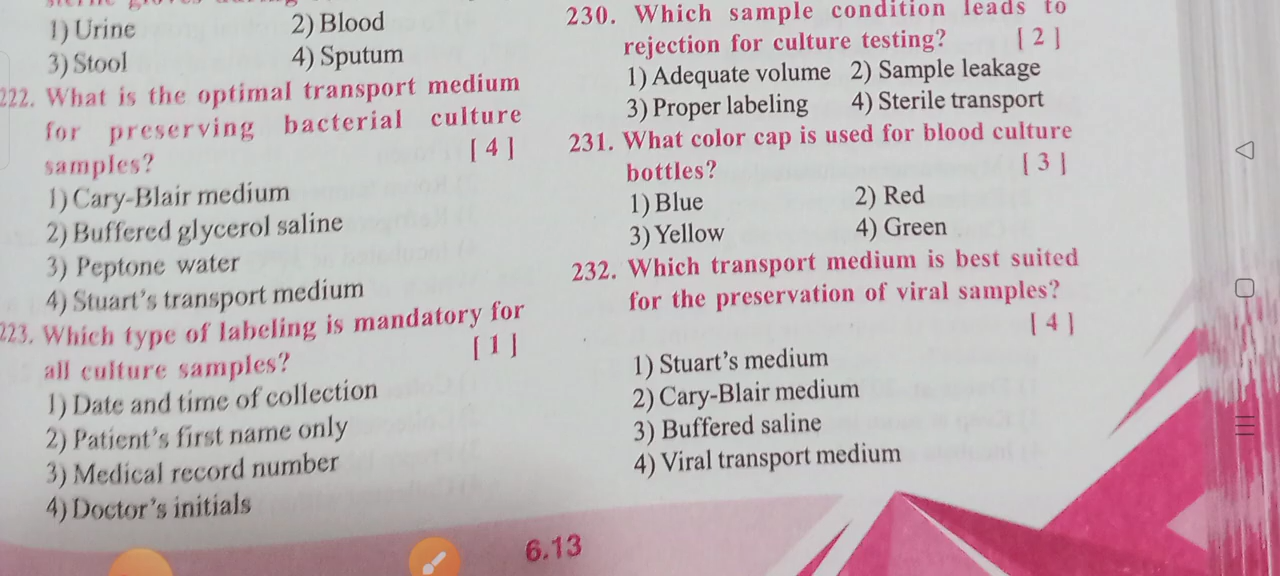 1) Urine 2) Blood
3) Stool 4) Sputum
222. What is the optimal transport medium
for preserving bacterial culture
samples? [ 4 ]
1) Cary-Blair medium
2) Buffered glycerol saline
3) Peptone water
4) Stuart's transport medium
223. Which type of labeling is mandatory for
all culture samples? [ 1 ]
1) Date and time of collection
2) Patient's first name only
3) Medical record number
4) Doctor's initials
230. Which sample condition leads to
rejection for culture testing? [ 2 ]
1) Adequate volume 2) Sample leakage
3) Proper labeling 4) Sterile transport
231. What color cap is used for blood culture
bottles? [ 3 ]
1) Blue 2) Red
3) Yellow 4) Green
232. Which transport medium is best suited
for the preservation of viral samples?
[ 4 ]
1) Stuart's medium
2) Cary-Blair medium
3) Buffered saline
4) Viral transport medium
6.13